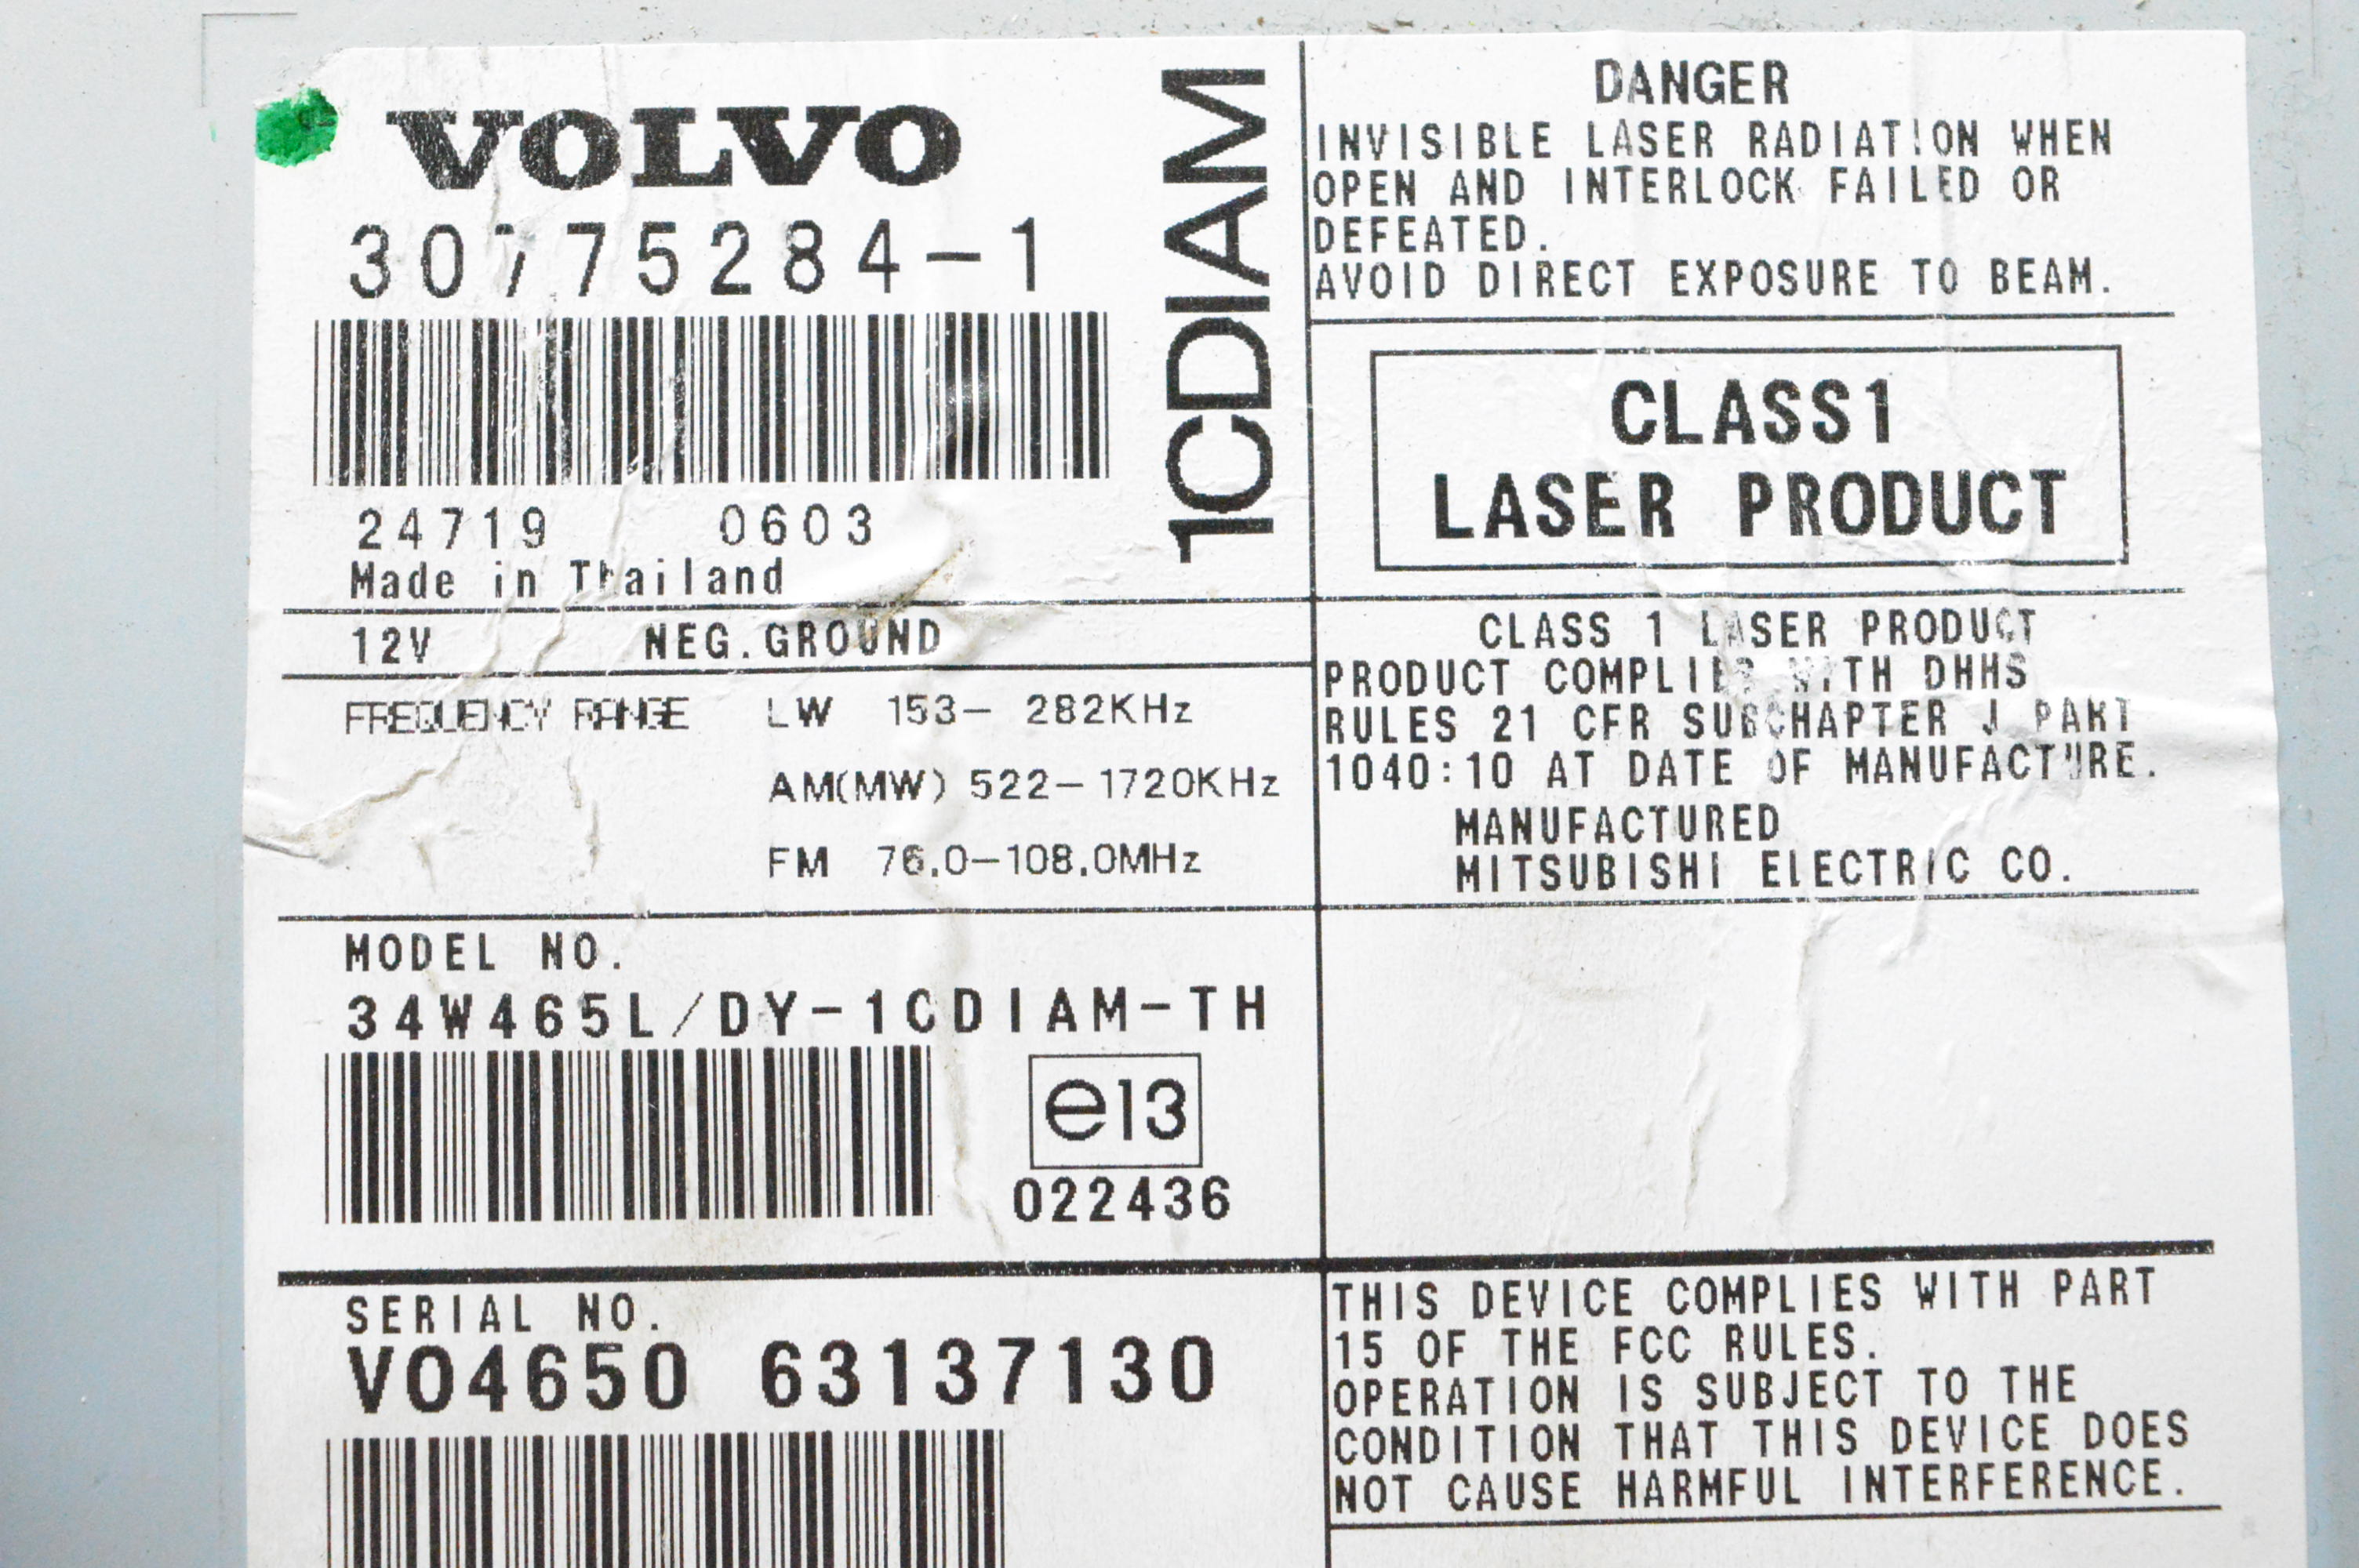 VOLVO
30775284-1
1CDIAM
24719 0603
Made in Thailand
12V NEG.GROUND
FREQUENCY RANGE LW 153- 282KHz
AM(MW) 522-1720KHz
FM 76.0-108.0MHz
MODEL NO.
34W465L/DY-1CDIAM-TH
e13
022436
SERIAL NO.
VO4650 63137130
DANGER
INVISIBLE LASER RADIATION WHEN
OPEN AND INTERLOCK FAILED OR
DEFEATED.
AVOID DIRECT EXPOSURE TO BEAM.
CLASS1
LASER PRODUCT
CLASS 1 LASER PRODUCT
PRODUCT COMPLIES WITH DHHS
RULES 21 CFR SUBCHAPTER J PART
1040:10 AT DATE OF MANUFACTURE.
MANUFACTURED
MITSUBISHI ELECTRIC CO.
THIS DEVICE COMPLIES WITH PART
15 OF THE FCC RULES.
OPERATION IS SUBJECT TO THE
CONDITION THAT THIS DEVICE DOES
NOT CAUSE HARMFUL INTERFERENCE.